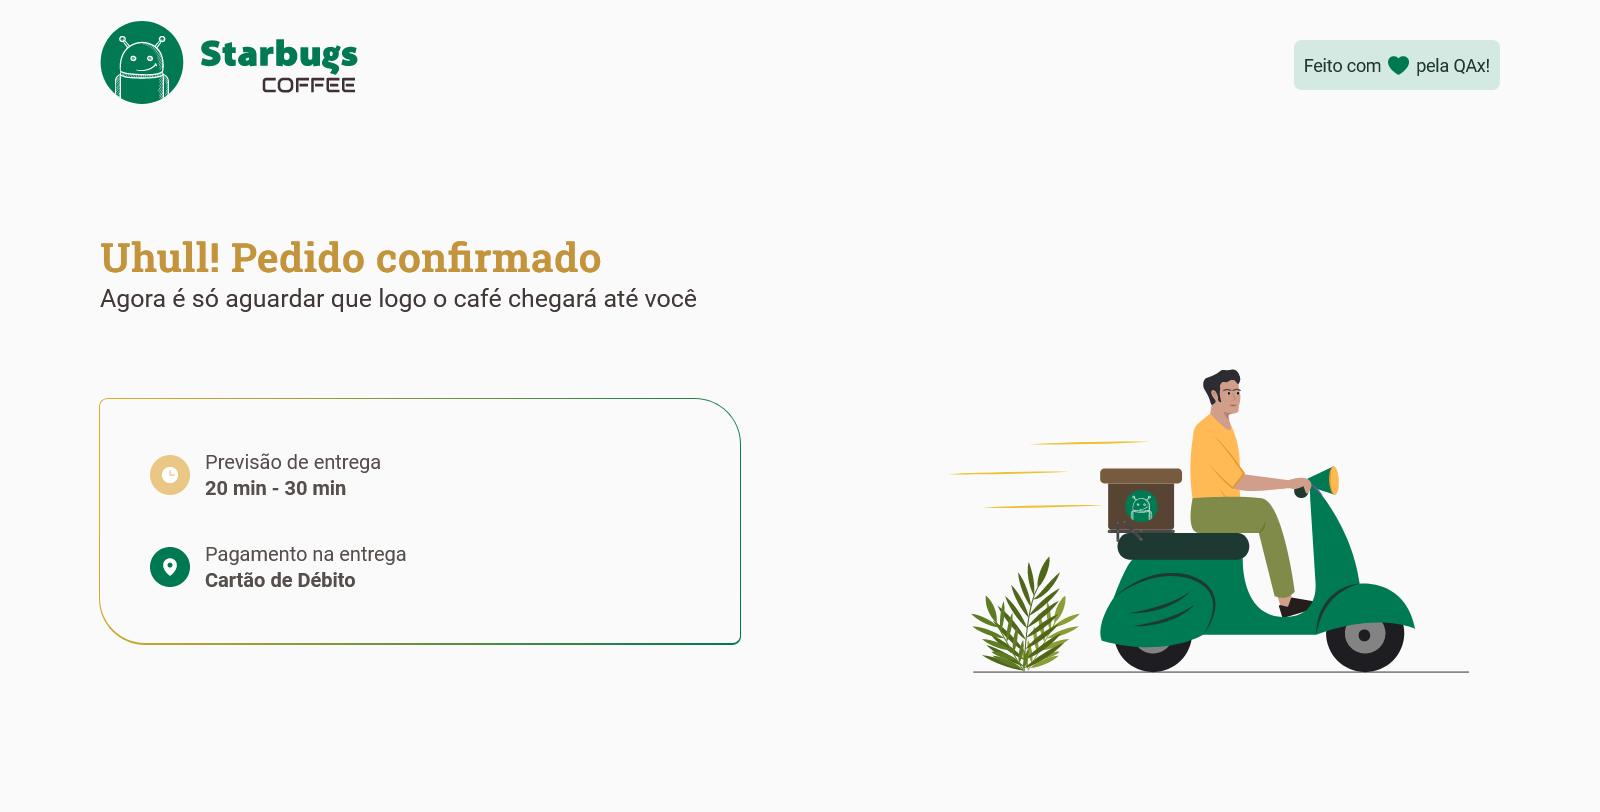 Starbugs
COFFEE
Feito com pela QAx!
Uhull! Pedido confirmado
Agora é só aguardar que logo o café chegará até você
Previsão de entrega
20 min - 30 min
Pagamento na entrega
Cartão de Débito